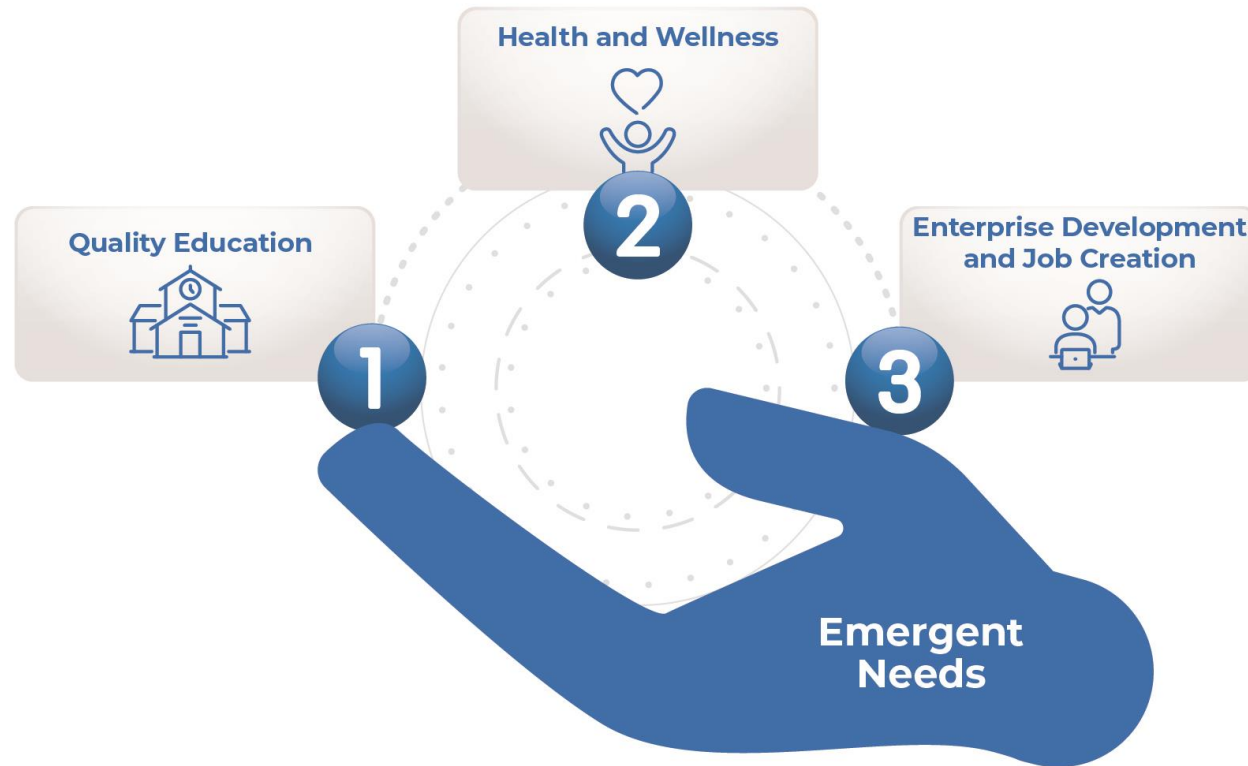 Health and Wellness
2
Quality Education
1
Enterprise Development
and Job Creation
3
Emergent
Needs